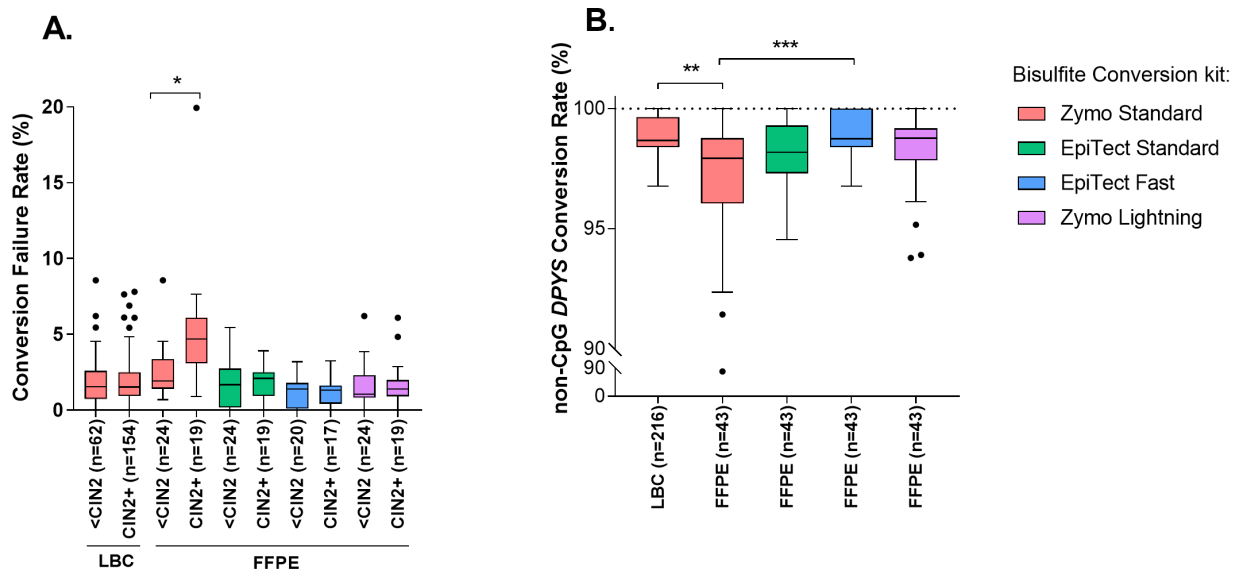 A.
Conversion Failure Rate (%)
20
15
10
5
0
*
<CIN2 (n=62)
CIN2+ (n=154)
<CIN2 (n=24)
CIN2+ (n=19)
<CIN2 (n=24)
CIN2+ (n=19)
<CIN2 (n=20)
CIN2+ (n=17)
<CIN2 (n=24)
CIN2+ (n=19)
LBC
FFPE
B.
non-CpG DPYS Conversion Rate (%)
100
95
90
90
0
**
***
LBC (n=216)
FFPE (n=43)
FFPE (n=43)
FFPE (n=43)
FFPE (n=43)
Bisulfite Conversion kit:
Zymo Standard
EpiTect Standard
EpiTect Fast
Zymo Lightning